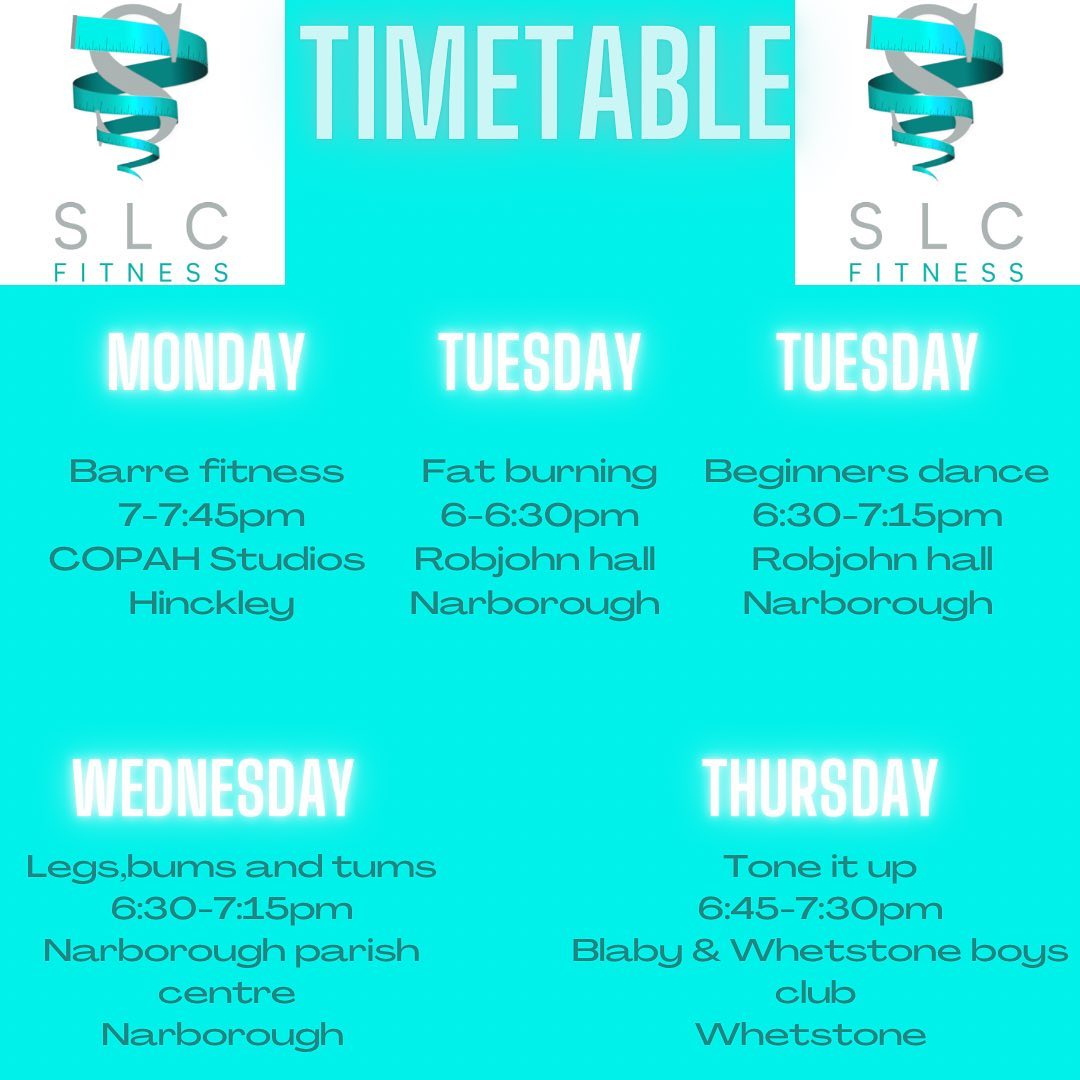 TIMETABLE
S L C
FITNESS
S L C
FITNESS
MONDAY
Barre fitness
7-7:45pm
COPAH Studios
Hinckley
TUESDAY
Fat burning
6-6:30pm
Robjohn hall
Narborough
TUESDAY
Beginners dance
6:30-7:15pm
Robjohn hall
Narborough
WEDNESDAY
Legs,bums and tums
6:30-7:15pm
Narborough parish
centre
Narborough
THURSDAY
Tone it up
6:45-7:30pm
Blaby & Whetstone boys
club
Whetstone